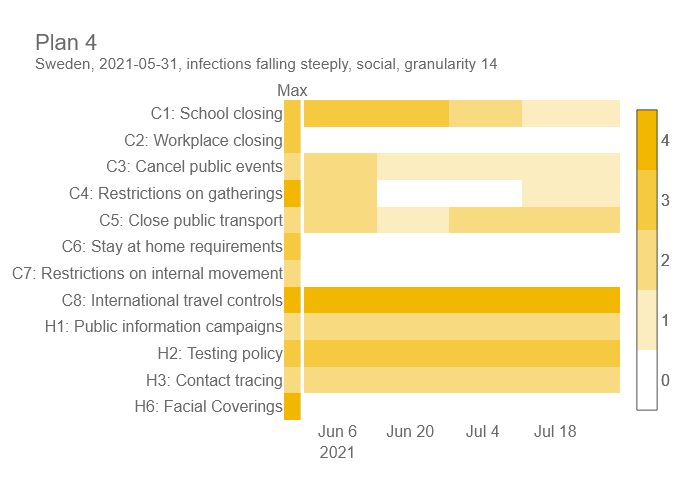 Plan 4
Sweden, 2021-05-31, infections falling steeply, social, granularity 14
Max
C1: School closing
C2: Workplace closing
C3: Cancel public events
C4: Restrictions on gatherings
C5: Close public transport
C6: Stay at home requirements
C7: Restrictions on internal movement
C8: International travel controls
H1: Public information campaigns
H2: Testing policy
H3: Contact tracing
H6: Facial Coverings
4
3
2
1
0
Jun 6 Jun 20 Jul 4 Jul 18
2021